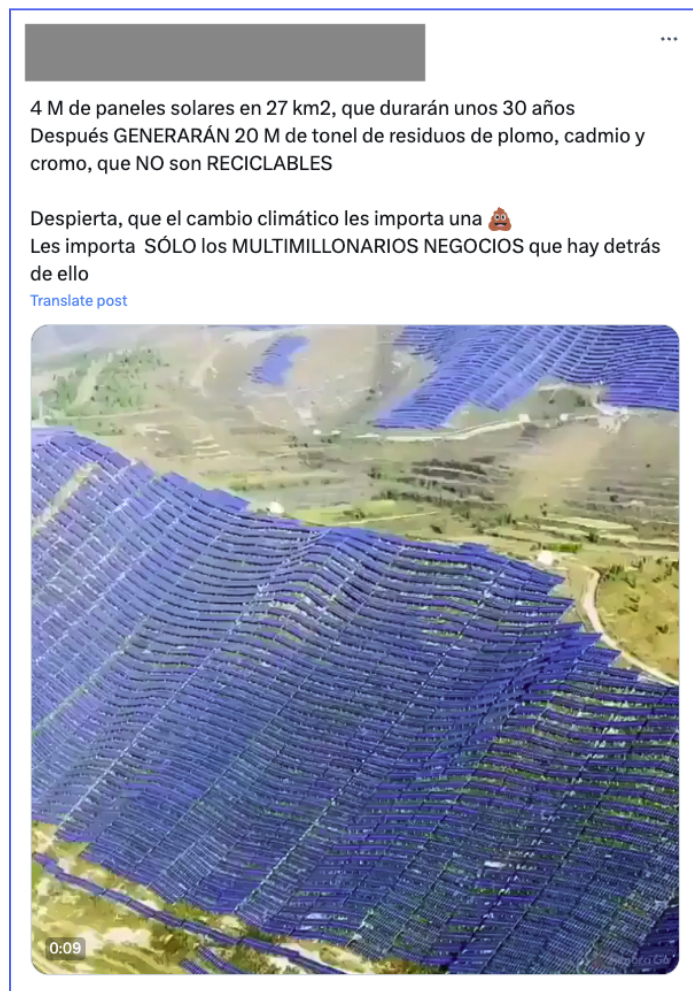 4 M de paneles solares en 27 km2, que durarán unos 30 años
Después GENERARÁN 20 M de tonel de residuos de plomo, cadmio y
cromo, que NO son RECICLABLES
Despierta, que el cambio climático les importa una 💩
Les importa SÓLO los MULTIMILLONARIOS NEGOCIOS que hay detrás
de ello
Translate post
0:09